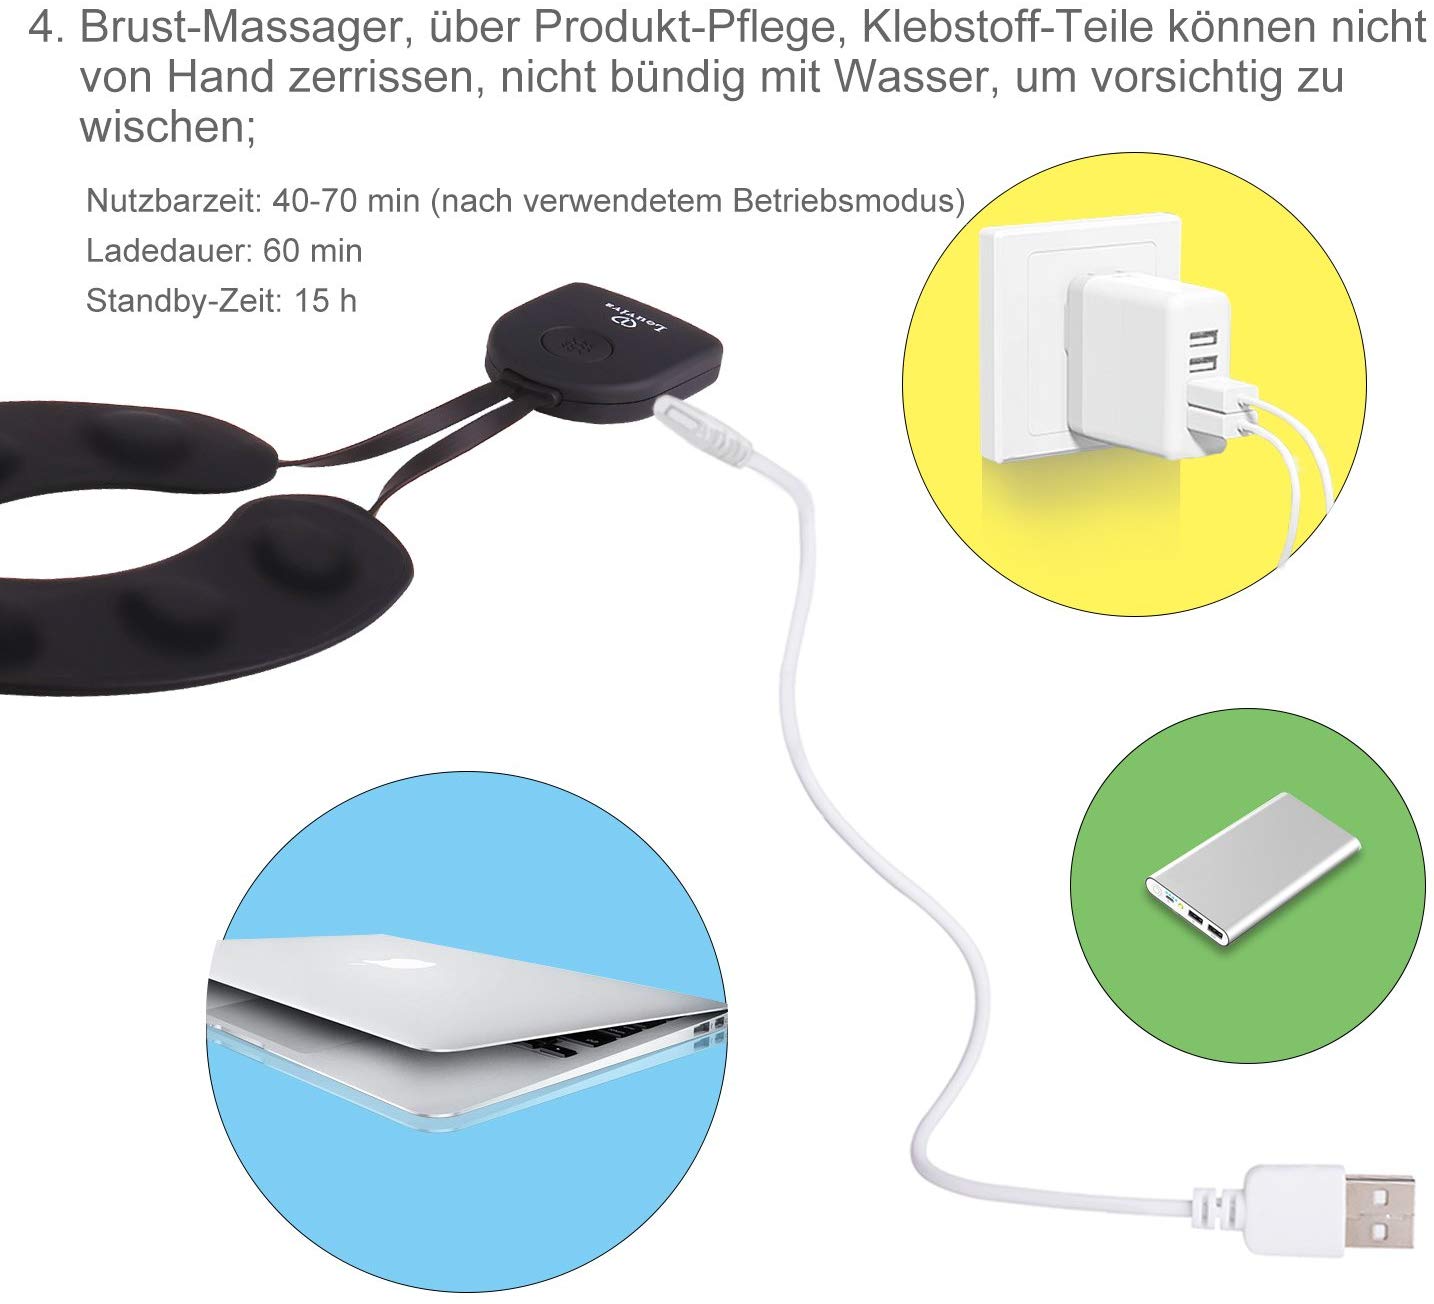 4. Brust-Massager, über Produkt-Pflege, Klebstoff-Teile können nicht
von Hand zerrissen, nicht bündig mit Wasser, um vorsichtig zu
wischen;
Nutzbarzeit: 40-70 min (nach verwendetem Betriebsmodus)
Ladedauer: 60 min
Standby-Zeit: 15 h
Louviva